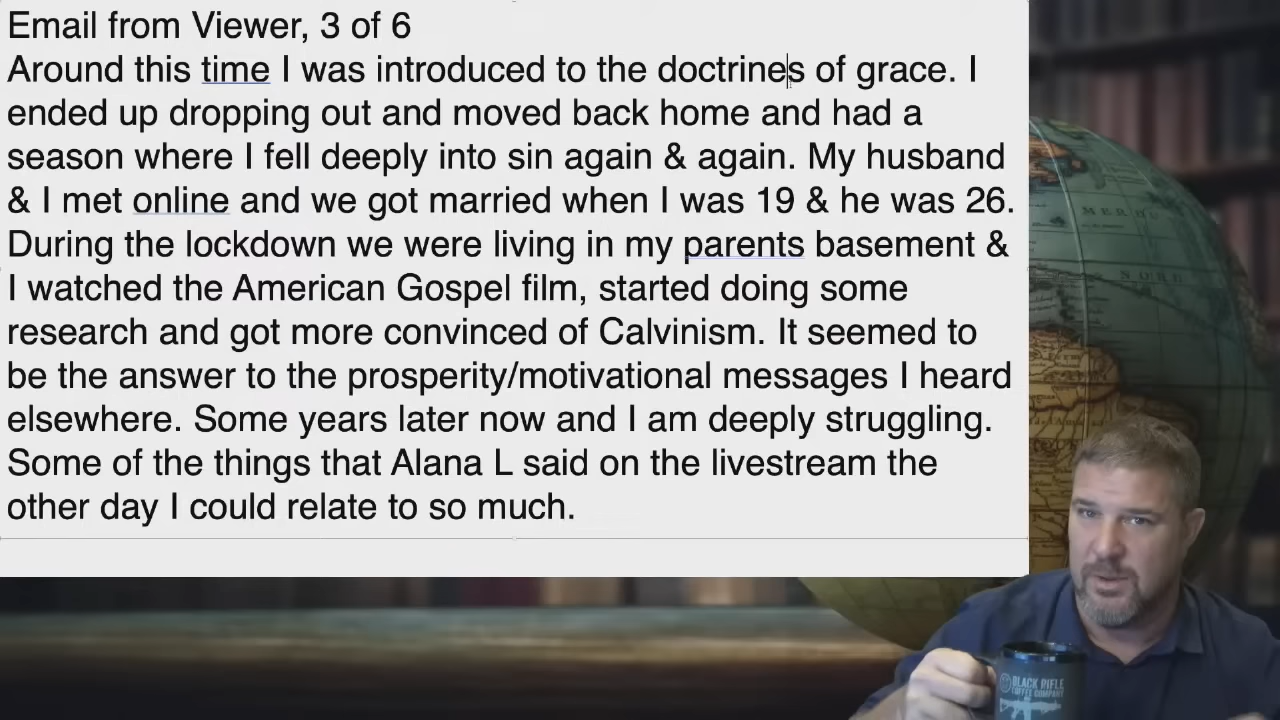 Email from Viewer, 3 of 6
Around this time I was introduced to the doctrines of grace. I
ended up dropping out and moved back home and had a
season where I fell deeply into sin again & again. My husband
& I met online and we got married when I was 19 & he was 26.
During the lockdown we were living in my parents basement &
I watched the American Gospel film, started doing some
research and got more convinced of Calvinism. It seemed to
be the answer to the prosperity/motivational messages I heard
elsewhere. Some years later now and I am deeply struggling.
Some of the things that Alana L said on the livestream the
other day I could relate to so much.
BLACK RIFLE
COFFEE COMPANY